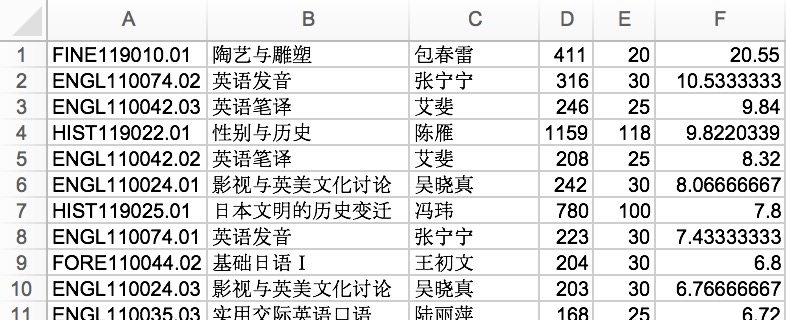 A B C D E F
1 FINE119010.01 陶艺与雕塑 包春雷 411 20 20.55
2 ENGL110074.02 英语发音 张宁宁 316 30 10.5333333
3 ENGL110042.03 英语笔译 艾斐 246 25 9.84
4 HIST119022.01 性别与历史 陈雁 1159 118 9.8220339
5 ENGL110042.02 英语笔译 艾斐 208 25 8.32
6 ENGL110024.01 影视与英美文化讨论 吴晓真 242 30 8.06666667
7 HIST119025.01 日本文明的历史变迁 冯玮 780 100 7.8
8 ENGL110074.01 英语发音 张宁宁 223 30 7.43333333
9 FORE110044.02 基础日语Ⅰ 王初文 204 30 6.8
10 ENGL110024.03 影视与英美文化讨论 吴晓真 203 30 6.76666667
11 ENGL110035.03 实用交际英语口语 陆丽萍 168 25 6.72